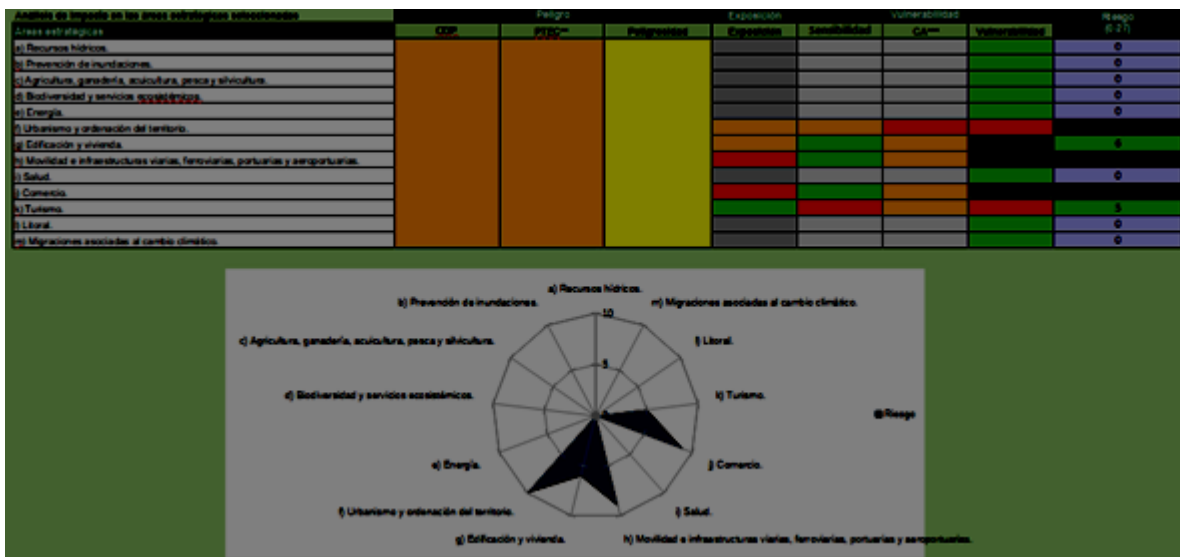 Análisis de impacto en las áreas estratégicas seleccionadas Peligro Exposición Vulnerabilidad Riesgo
Áreas estratégicas Peligrosidad Exposición Sensibilidad CA*** Vulnerabilidad (0-27)
a) Recursos hídricos. 0
b) Prevención de inundaciones. 0
c) Agricultura, ganadería, acuicultura, pesca y silvicultura. 0
d) Biodiversidad y servicios ecosistémicos. 0
e) Energía. 0
f) Urbanismo y ordenación del territorio.
g) Edificación y vivienda. 6
h) Movilidad e infraestructuras viarias, ferroviarias, portuarias y aeroportuarias.
i) Salud. 0
j) Comercio.
k) Turismo. 5
l) Litoral. 0
m) Migraciones asociadas al cambio climático. 0
a) Recursos hídricos.
b) Prevención de inundaciones. m) Migraciones asociadas al cambio climático.
10
c) Agricultura, ganadería, acuicultura, pesca y silvicultura. l) Litoral.
5
d) Biodiversidad y servicios ecosistémicos. k) Turismo.
Riesgo
e) Energía. j) Comercio.
f) Urbanismo y ordenación del territorio. i) Salud.
g) Edificación y vivienda. h) Movilidad e infraestructuras viarias, ferroviarias, portuarias y aeroportuarias.